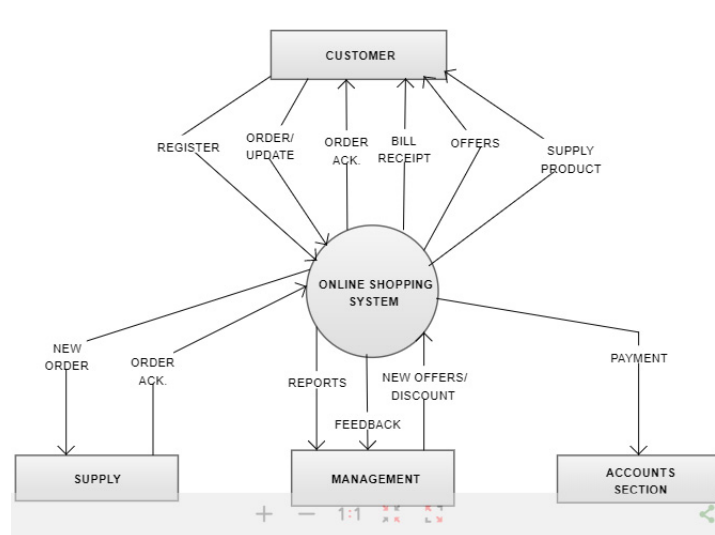 CUSTOMER
REGISTER
ORDER/
UPDATE
ORDER
ACK.
BILL
RECEIPT
OFFERS
SUPPLY
PRODUCT
ONLINE SHOPPING
SYSTEM
NEW
ORDER
ORDER
ACK.
REPORTS
FEEDBACK
NEW OFFERS/
DISCOUNT
PAYMENT
SUPPLY
MANAGEMENT
ACCOUNTS
SECTION
1:1